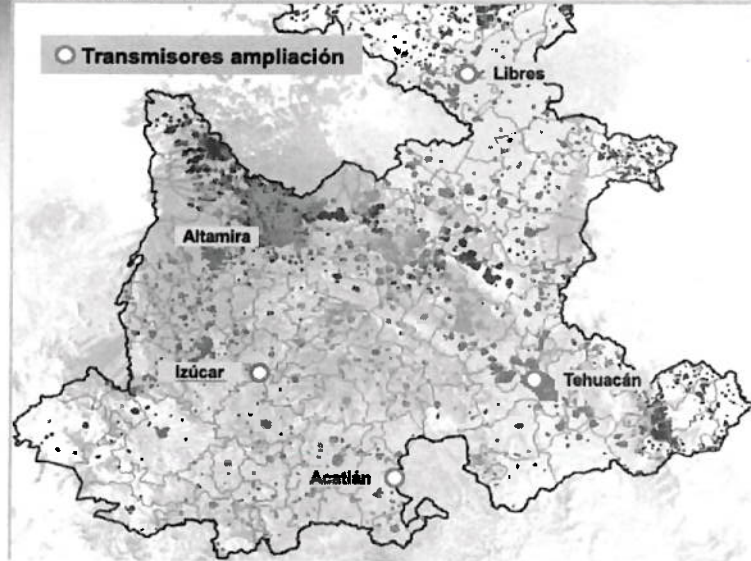 Transmisores ampliación
Libres
Altamira
Izúcar
Tehuacán
Acatlán